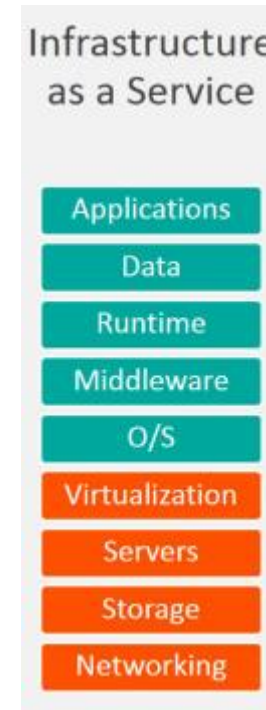 Infrastructure
as a Service
Applications
Data
Runtime
Middleware
O/S
Virtualization
Servers
Storage
Networking